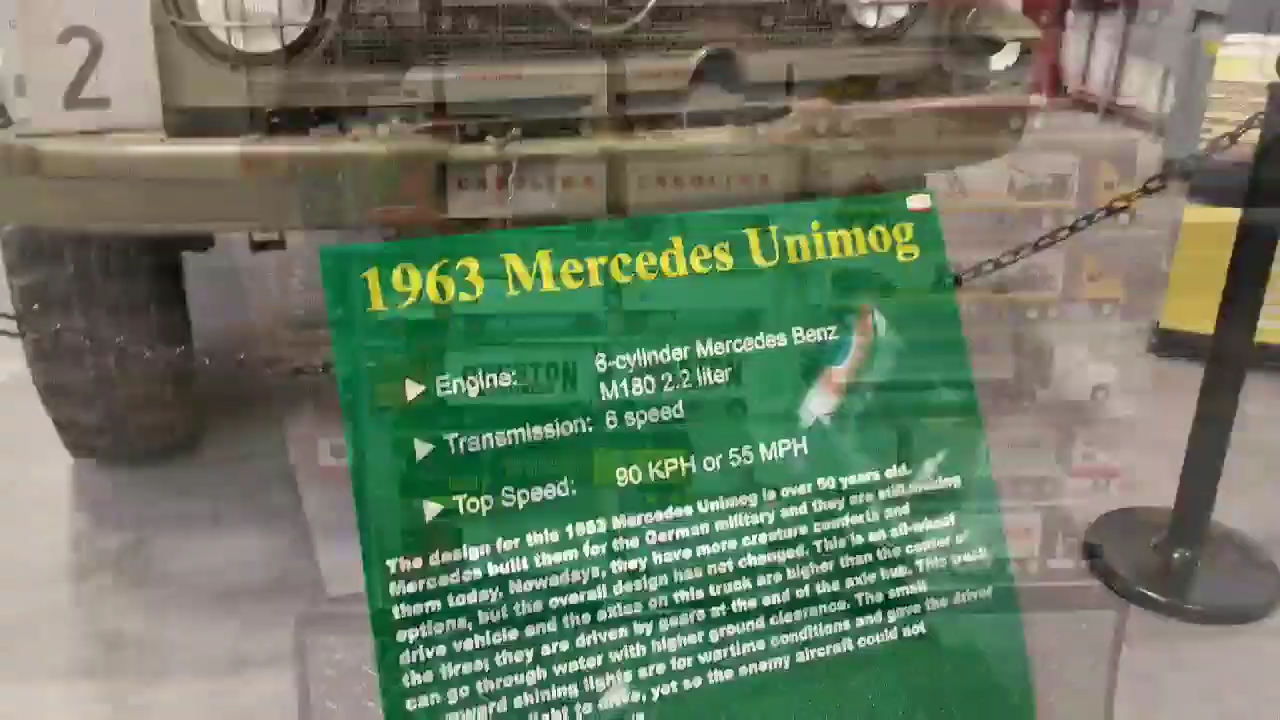 2
CAROLINA CAROLINA
1963 Mercedes Unimog
Engine: 6-cylinder Mercedes Benz
M180 2.2 liter
Transmission: 6 speed
Top Speed: 90 KPH or 55 MPH
The design for this 1963 Mercedes Unimog is over 50 years old.
Mercedes built them for the German military and they are still making
them today. Nowadays, they have more creature comforts and
options, but the overall design has not changed. This is an all-wheel
drive vehicle and the axles on this truck are higher than the center of
the tires; they are driven by gears at the end of the axle hub. This truck
can go through water with higher ground clearance. The small
shining lights are for wartime conditions and gave the driver
light to drive, yet so the enemy aircraft could not